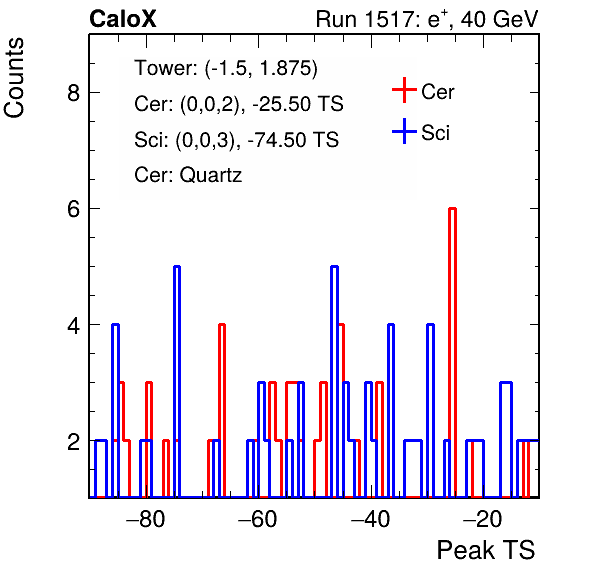 CaloX Run 1517: e⁺, 40 GeV
Counts
Tower: (-1.5, 1.875)
Cer: (0,0,2), -25.50 TS
Sci: (0,0,3), -74.50 TS
Cer: Quartz
Cer
Sci
8
6
4
2
−80 −60 −40 −20
Peak TS